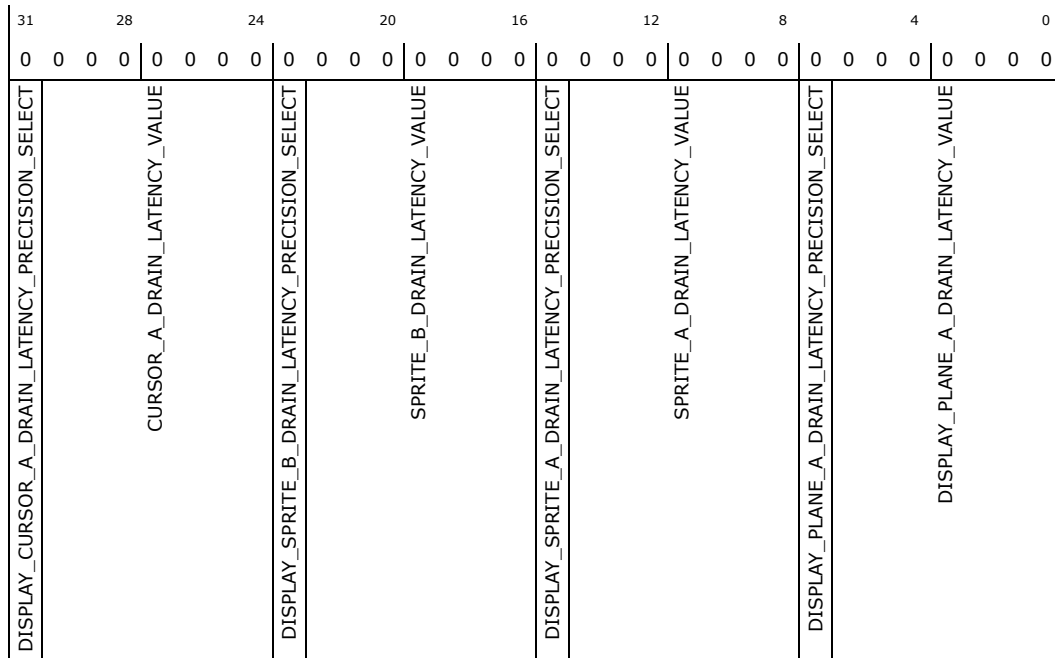 31 28 24 20 16 12 8 4 0
0 0 0 0 0 0 0 0 0 0 0 0 0 0 0 0 0 0 0 0 0 0 0 0 0 0 0 0 0 0 0 0
DISPLAY_CURSOR_A_DRAIN_LATENCY_PRECISION_SELECT
CURSOR_A_DRAIN_LATENCY_VALUE
DISPLAY_SPRITE_B_DRAIN_LATENCY_PRECISION_SELECT
SPRITE_B_DRAIN_LATENCY_VALUE
DISPLAY_SPRITE_A_DRAIN_LATENCY_PRECISION_SELECT
SPRITE_A_DRAIN_LATENCY_VALUE
DISPLAY_PLANE_A_DRAIN_LATENCY_PRECISION_SELECT
DISPLAY_PLANE_A_DRAIN_LATENCY_VALUE